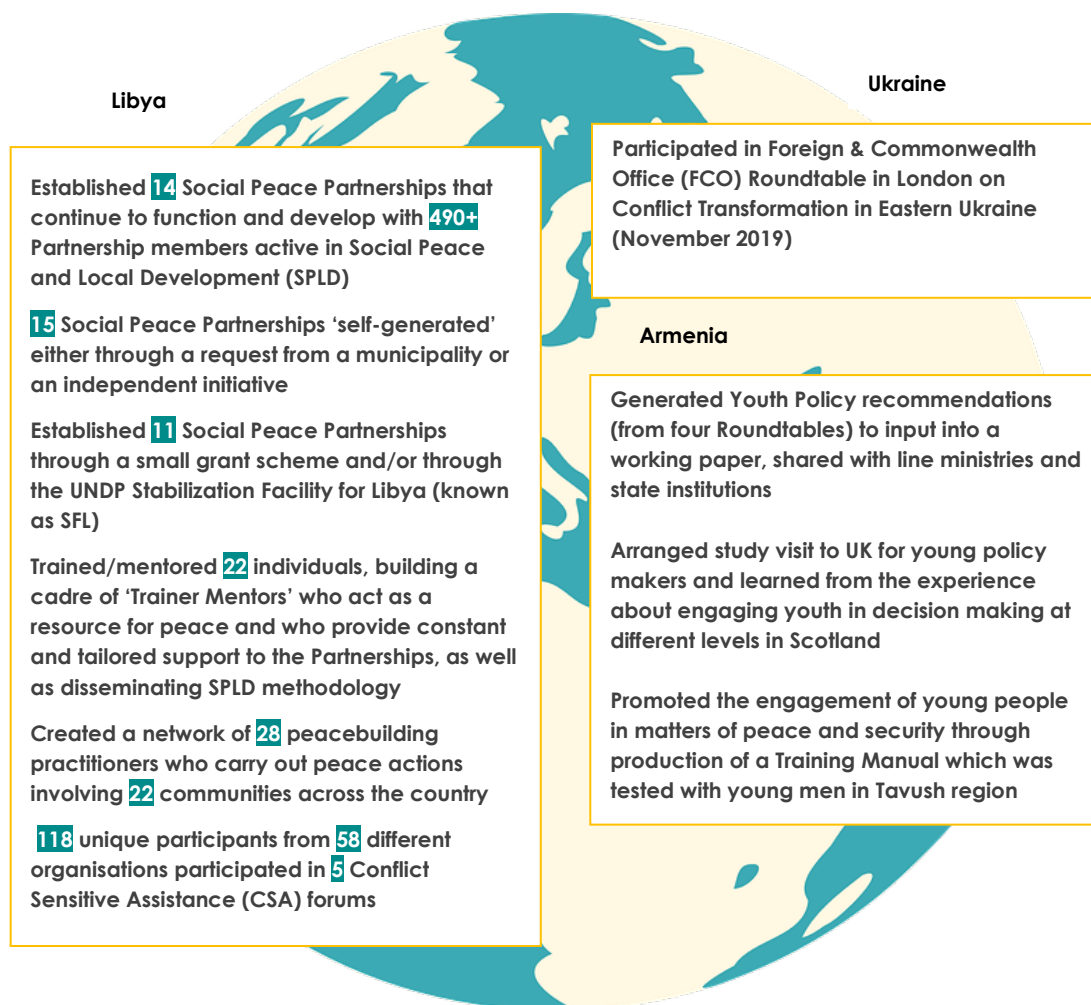 Libya
Established 14 Social Peace Partnerships that
continue to function and develop with 490+
Partnership members active in Social Peace
and Local Development (SPLD)
15 Social Peace Partnerships ‘self-generated’
either through a request from a municipality or
an independent initiative
Established 11 Social Peace Partnerships
through a small grant scheme and/or through
the UNDP Stabilization Facility for Libya (known
as SFL)
Trained/mentored 22 individuals, building a
cadre of ‘Trainer Mentors’ who act as a
resource for peace and who provide constant
and tailored support to the Partnerships, as well
as disseminating SPLD methodology
Created a network of 28 peacebuilding
practitioners who carry out peace actions
involving 22 communities across the country
118 unique participants from 58 different
organisations participated in 5 Conflict
Sensitive Assistance (CSA) forums
Ukraine
Participated in Foreign & Commonwealth
Office (FCO) Roundtable in London on
Conflict Transformation in Eastern Ukraine
(November 2019)
Armenia
Generated Youth Policy recommendations
(from four Roundtables) to input into a
working paper, shared with line ministries and
state institutions
Arranged study visit to UK for young policy
makers and learned from the experience
about engaging youth in decision making at
different levels in Scotland
Promoted the engagement of young people
in matters of peace and security through
production of a Training Manual which was
tested with young men in Tavush region